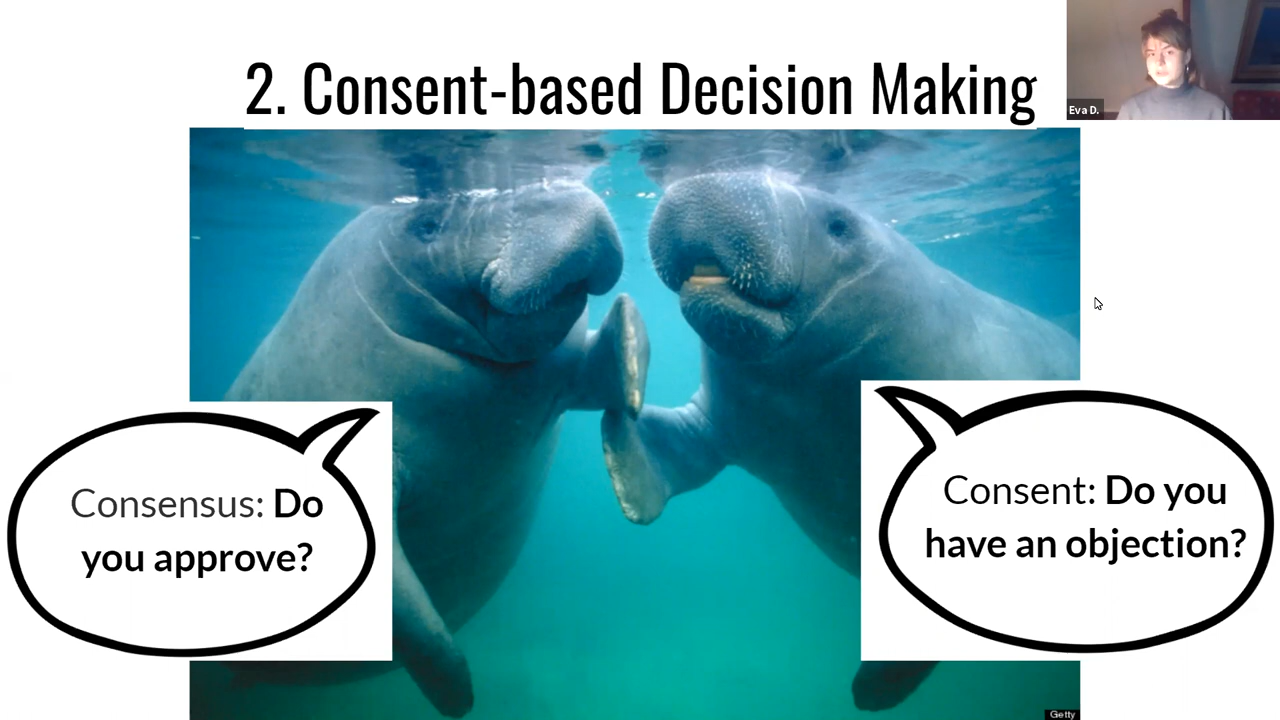 2. Consent-based Decision Making
Eva D.
Consensus: Do
you approve?
Consent: Do you
have an objection?
Getty